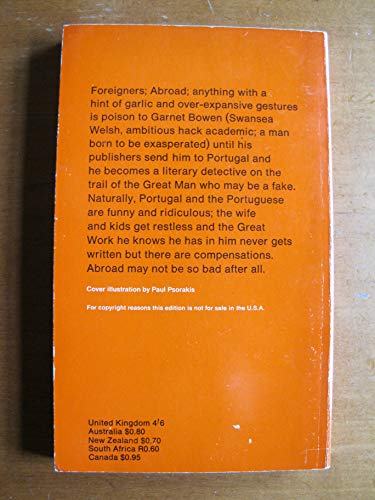 Foreigners; Abroad; anything with a
hint of garlic and over-expansive gestures
is poison to Garnet Bowen (Swansea
Welsh, ambitious hack academic; a man
born to be exasperated) until his
publishers send him to Portugal and
he becomes a literary detective on the
trail of the Great Man who may be a fake.
Naturally, Portugal and the Portuguese
are funny and ridiculous; the wife
and kids get restless and the Great
Work he knows he has in him never gets
written but there are compensations.
Abroad may not be so bad after all.
Cover illustration by Paul Psorakis
For copyright reasons this edition is not for sale in the U.S.A.
United Kingdom 4'6
Australia $0.80
New Zealand $0.70
South Africa R0.60
Canada $0.95